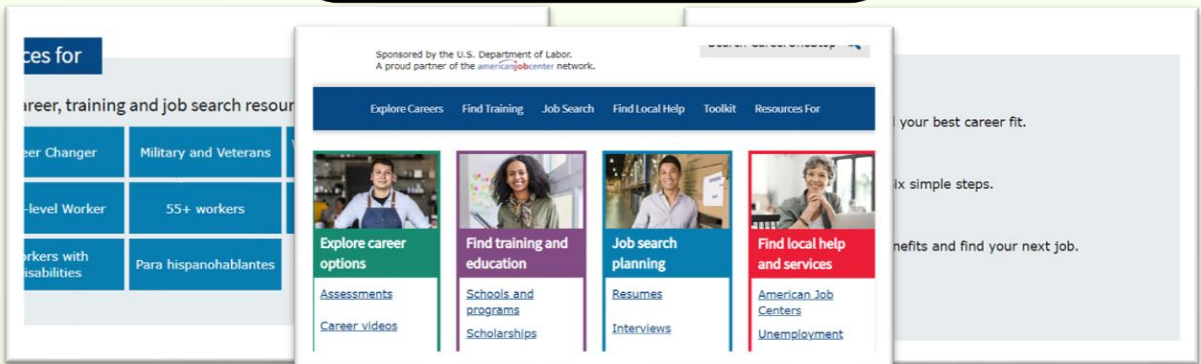 ces for
career, training and job search resour
eer Changer
Military and Veterans
-level Worker
55+ workers
orkers with
isabilities
Para hispanohablantes
Sponsored by the U.S. Department of Labor.
A proud partner of the americanjobcenter network.
Search CareerOneStop
Explore Careers Find Training Job Search Find Local Help Toolkit Resources For
Explore career
options
Assessments
Career videos
Find training and
education
Schools and
programs
Scholarships
Job search
planning
Resumes
Interviews
Find local help
and services
American Job
Centers
Unemployment
your best career fit.
ix simple steps.
nefits and find your next job.